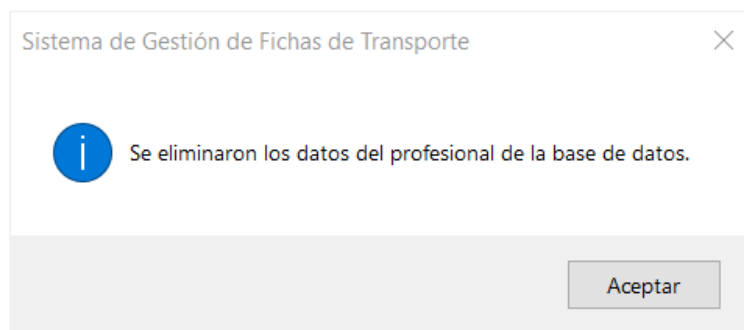 Sistema de Gestión de Fichas de Transporte
Se eliminaron los datos del profesional de la base de datos.
Aceptar